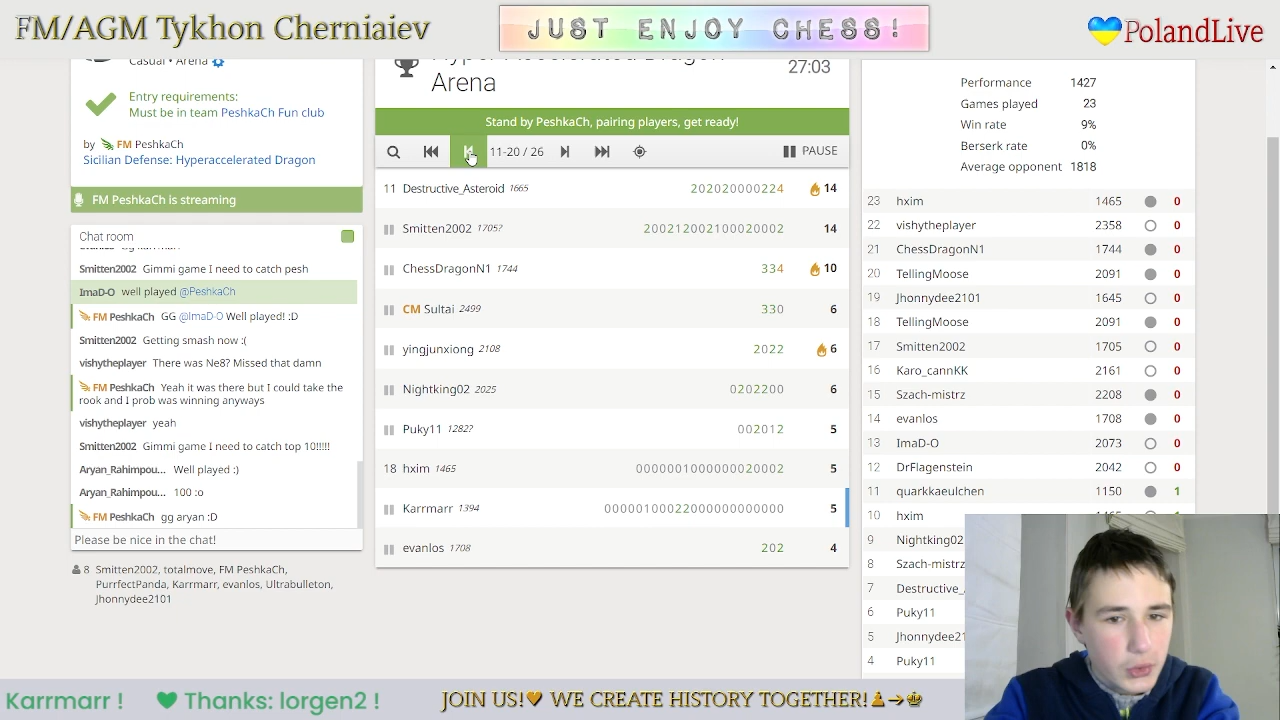 FM/AGM Tykhon Cherniaiev
JUST ENJOY CHESS!
PolandLive
Casual • Arena
Entry requirements:
Must be in team PeshkaCh Fun club
by FM PeshkaCh
Sicilian Defense: Hyperaccelerated Dragon
FM PeshkaCh is streaming
Chat room
Smitten2002 Gimmi game I need to catch pesh
ImaD-O well played @PeshkaCh
FM PeshkaCh GG @ImaD-O Well played! :D
Smitten2002 Getting smash now :(
vishytheplayer There was Ne8? Missed that damn
FM PeshkaCh Yeah it was there but I could take the
rook and I prob was winning anyways
vishytheplayer yeah
Smitten2002 Gimmi game I need to catch top 10!!!!!
Aryan_Rahimpou... Well played :)
Aryan_Rahimpou... 100 :o
FM PeshkaCh gg aryan :D
Please be nice in the chat!
8 Smitten2002, totalmove, FM PeshkaCh,
PurrfectPanda, Karrmarr, evanlos, Ultrabulleton,
Jhonnydee2101
Hyper Accelerated Dragon
Arena
27:03
Stand by PeshkaCh, pairing players, get ready!
11-20 / 26
PAUSE
11 Destructive_Asteroid 1665 202020000224 14
Smitten2002 1705? 200212002100020002 14
ChessDragonN1 1744 334 10
CM Sultai 2499 330 6
yingjunxiong 2108 2022 6
Nightking02 2025 0202200 6
Puky11 1282? 002012 5
18 hxim 1465 0000001000000020002 5
Karrmarr 1394 00000100022000000000000 5
evanlos 1708 202 4
Performance 1427
Games played 23
Win rate 9%
Berserk rate 0%
Average opponent 1818
23 hxim 1465 0
22 vishytheplayer 2358 0
21 ChessDragonN1 1744 0
20 TellingMoose 2091 0
19 Jhonnydee2101 1645 0
18 TellingMoose 2091 0
17 Smitten2002 1705 0
16 Karo_cannKK 2161 0
15 Szach-mistrz 2208 0
14 evanlos 1708 0
13 ImaD-O 2073 0
12 DrFlagenstein 2042 0
11 quarkkaeulchen 1150 1
10 hxim 1465
9 Nightking02
8 Szach-mistrz
7 Destructive_
6 Puky11
5 Jhonnydee21
4 Puky11
Karrmarr !
Thanks: lorgen2 !
JOIN US! WE CREATE HISTORY TOGETHER!